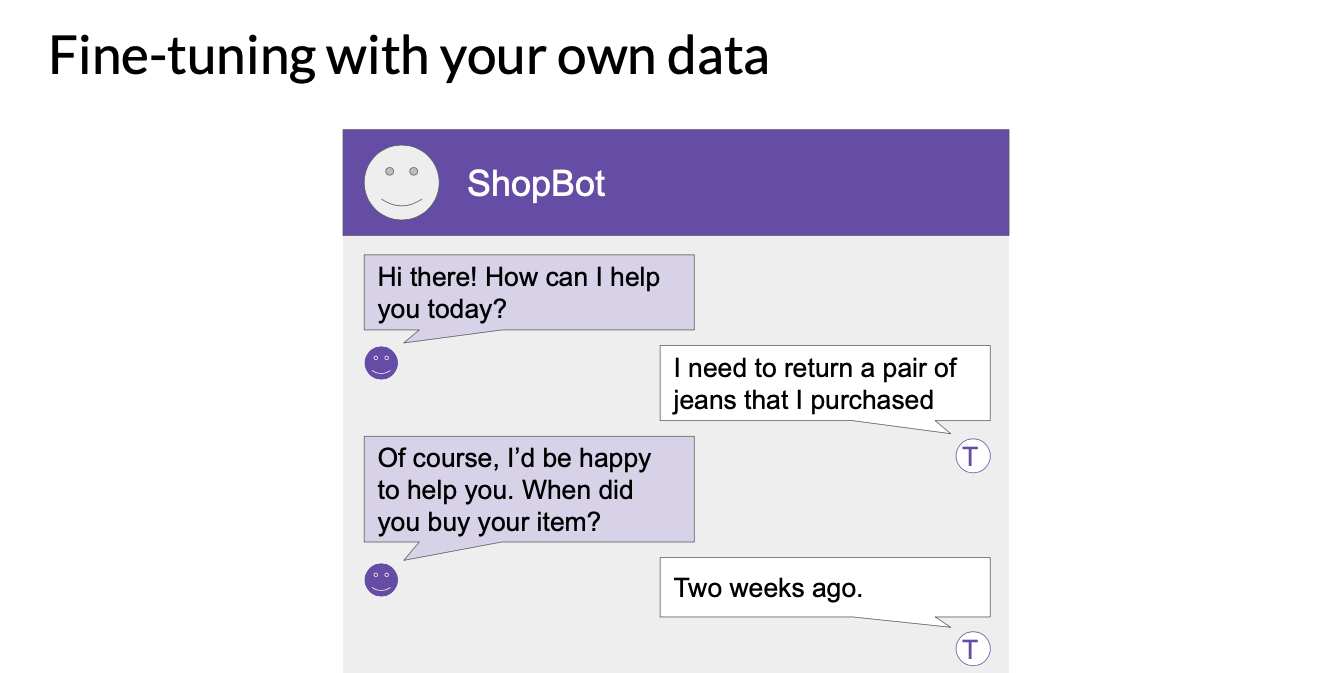 Fine-tuning with your own data
ShopBot
Hi there! How can I help
you today?
I need to return a pair of
jeans that I purchased
T
Of course, I’d be happy
to help you. When did
you buy your item?
Two weeks ago.
T